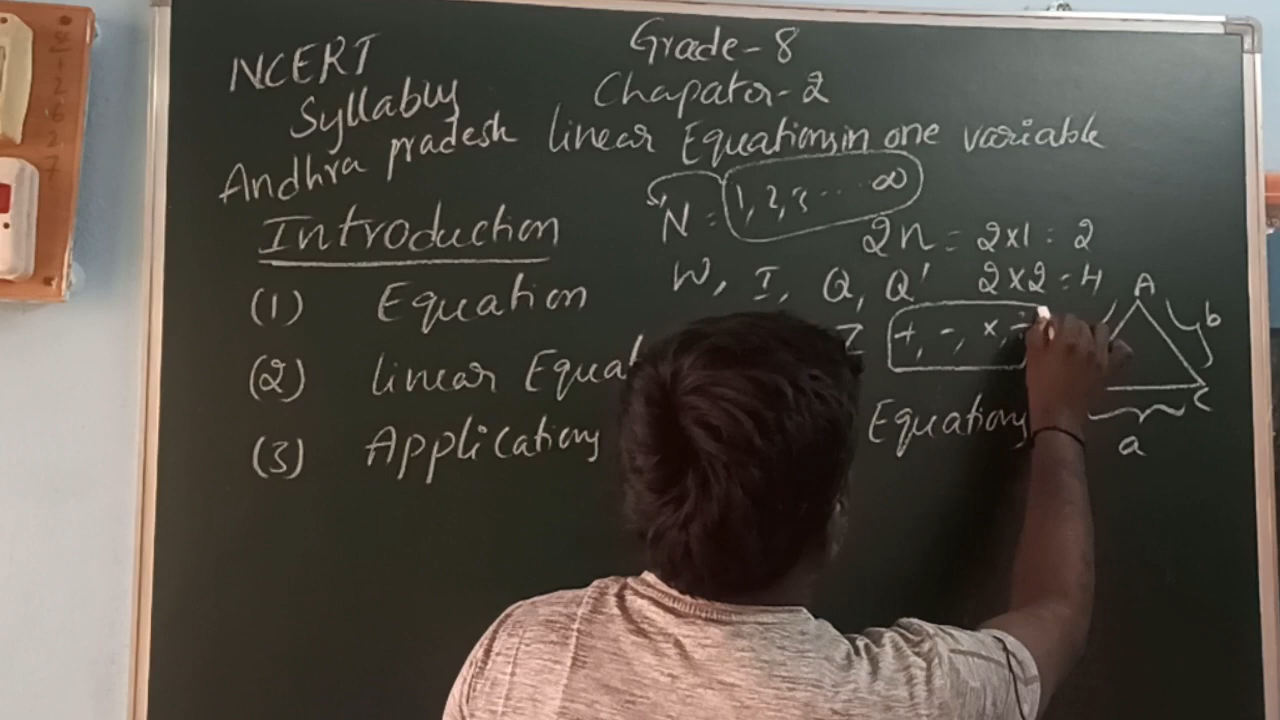 NCERT
Syllabus
Andhra pradesh
Grade-8
Chapator-2
linear Equations in one variable
Introduction
N = 1, 2, 3 ... ∞
2n = 2x1 = 2
W, I, Q, Q' 2x2 = 4
(1) Equation
Z +, -, x, ÷
A
b
C
a
(2) linear Equat
(3) Applications Equations